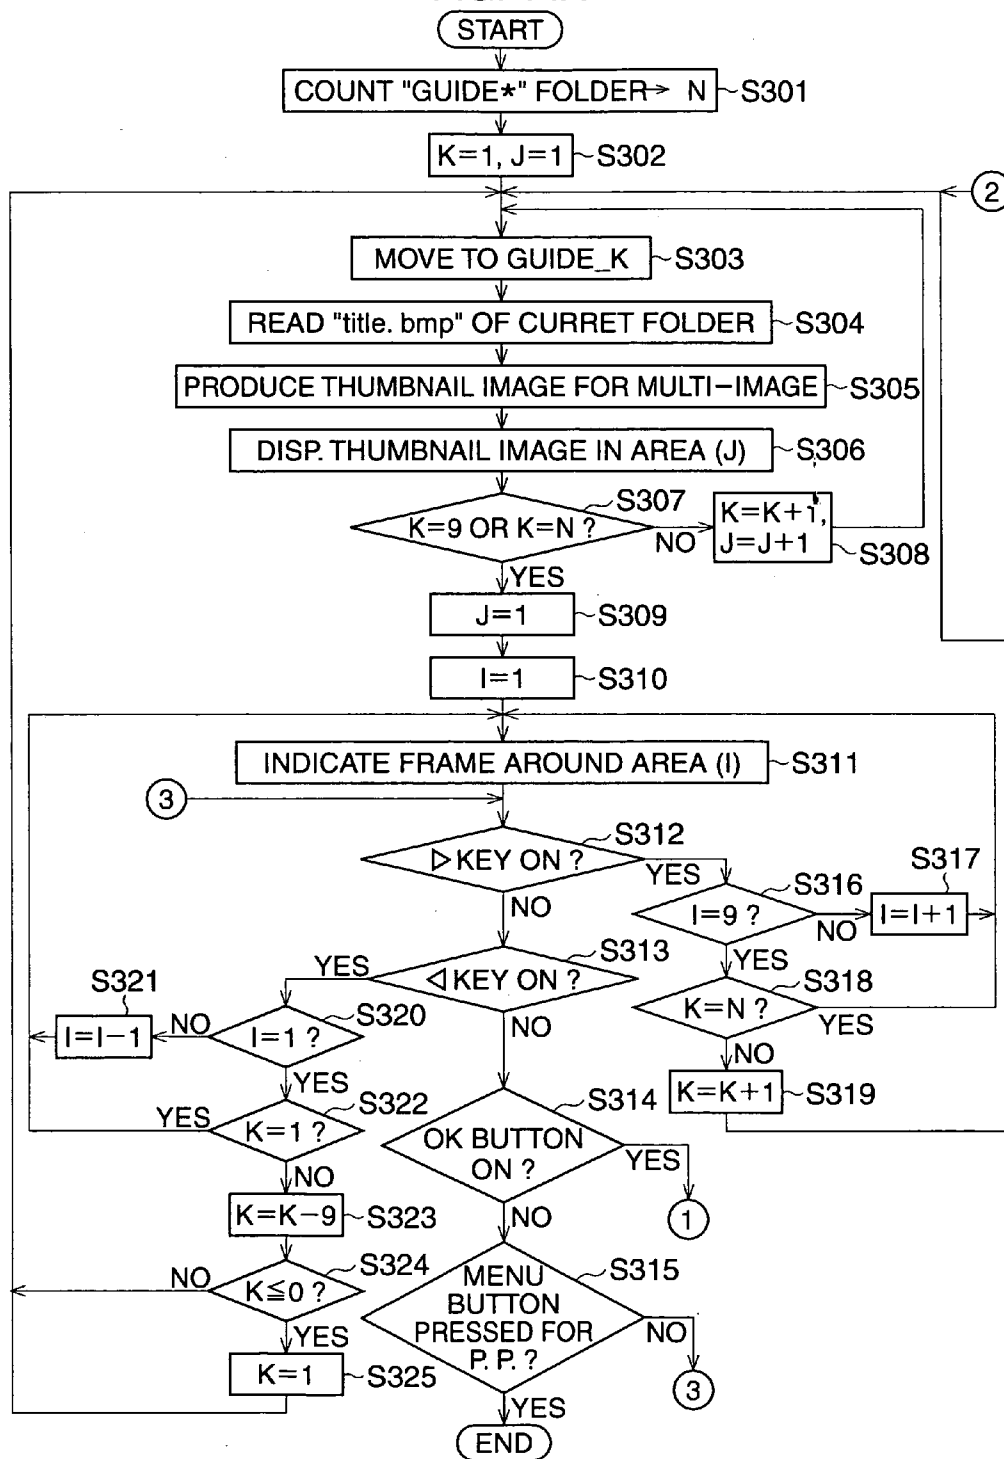 START
COUNT "GUIDE*" FOLDER→ N
S301
K=1, J=1
S302
2
MOVE TO GUIDE_K
S303
READ "title. bmp" OF CURRET FOLDER
S304
PRODUCE THUMBNAIL IMAGE FOR MULTI-IMAGE
S305
DISP. THUMBNAIL IMAGE IN AREA (J)
S306
K=9 OR K=N ?
S307
NO
YES
K=K+1,
J=J+1
S308
J=1
S309
I=1
S310
INDICATE FRAME AROUND AREA (I)
S311
3
▷ KEY ON ?
S312
YES
NO
I=9 ?
S316
NO
YES
I=I+1
S317
◁ KEY ON ?
S313
YES
NO
K=N ?
S318
YES
NO
K=K+1
S319
I=1 ?
S320
NO
YES
I=I-1
S321
K=1 ?
S322
YES
NO
K=K-9
S323
K≦0 ?
S324
NO
YES
K=1
S325
OK BUTTON
ON ?
S314
YES
NO
1
MENU
BUTTON
PRESSED FOR
P. P. ?
S315
NO
YES
3
END